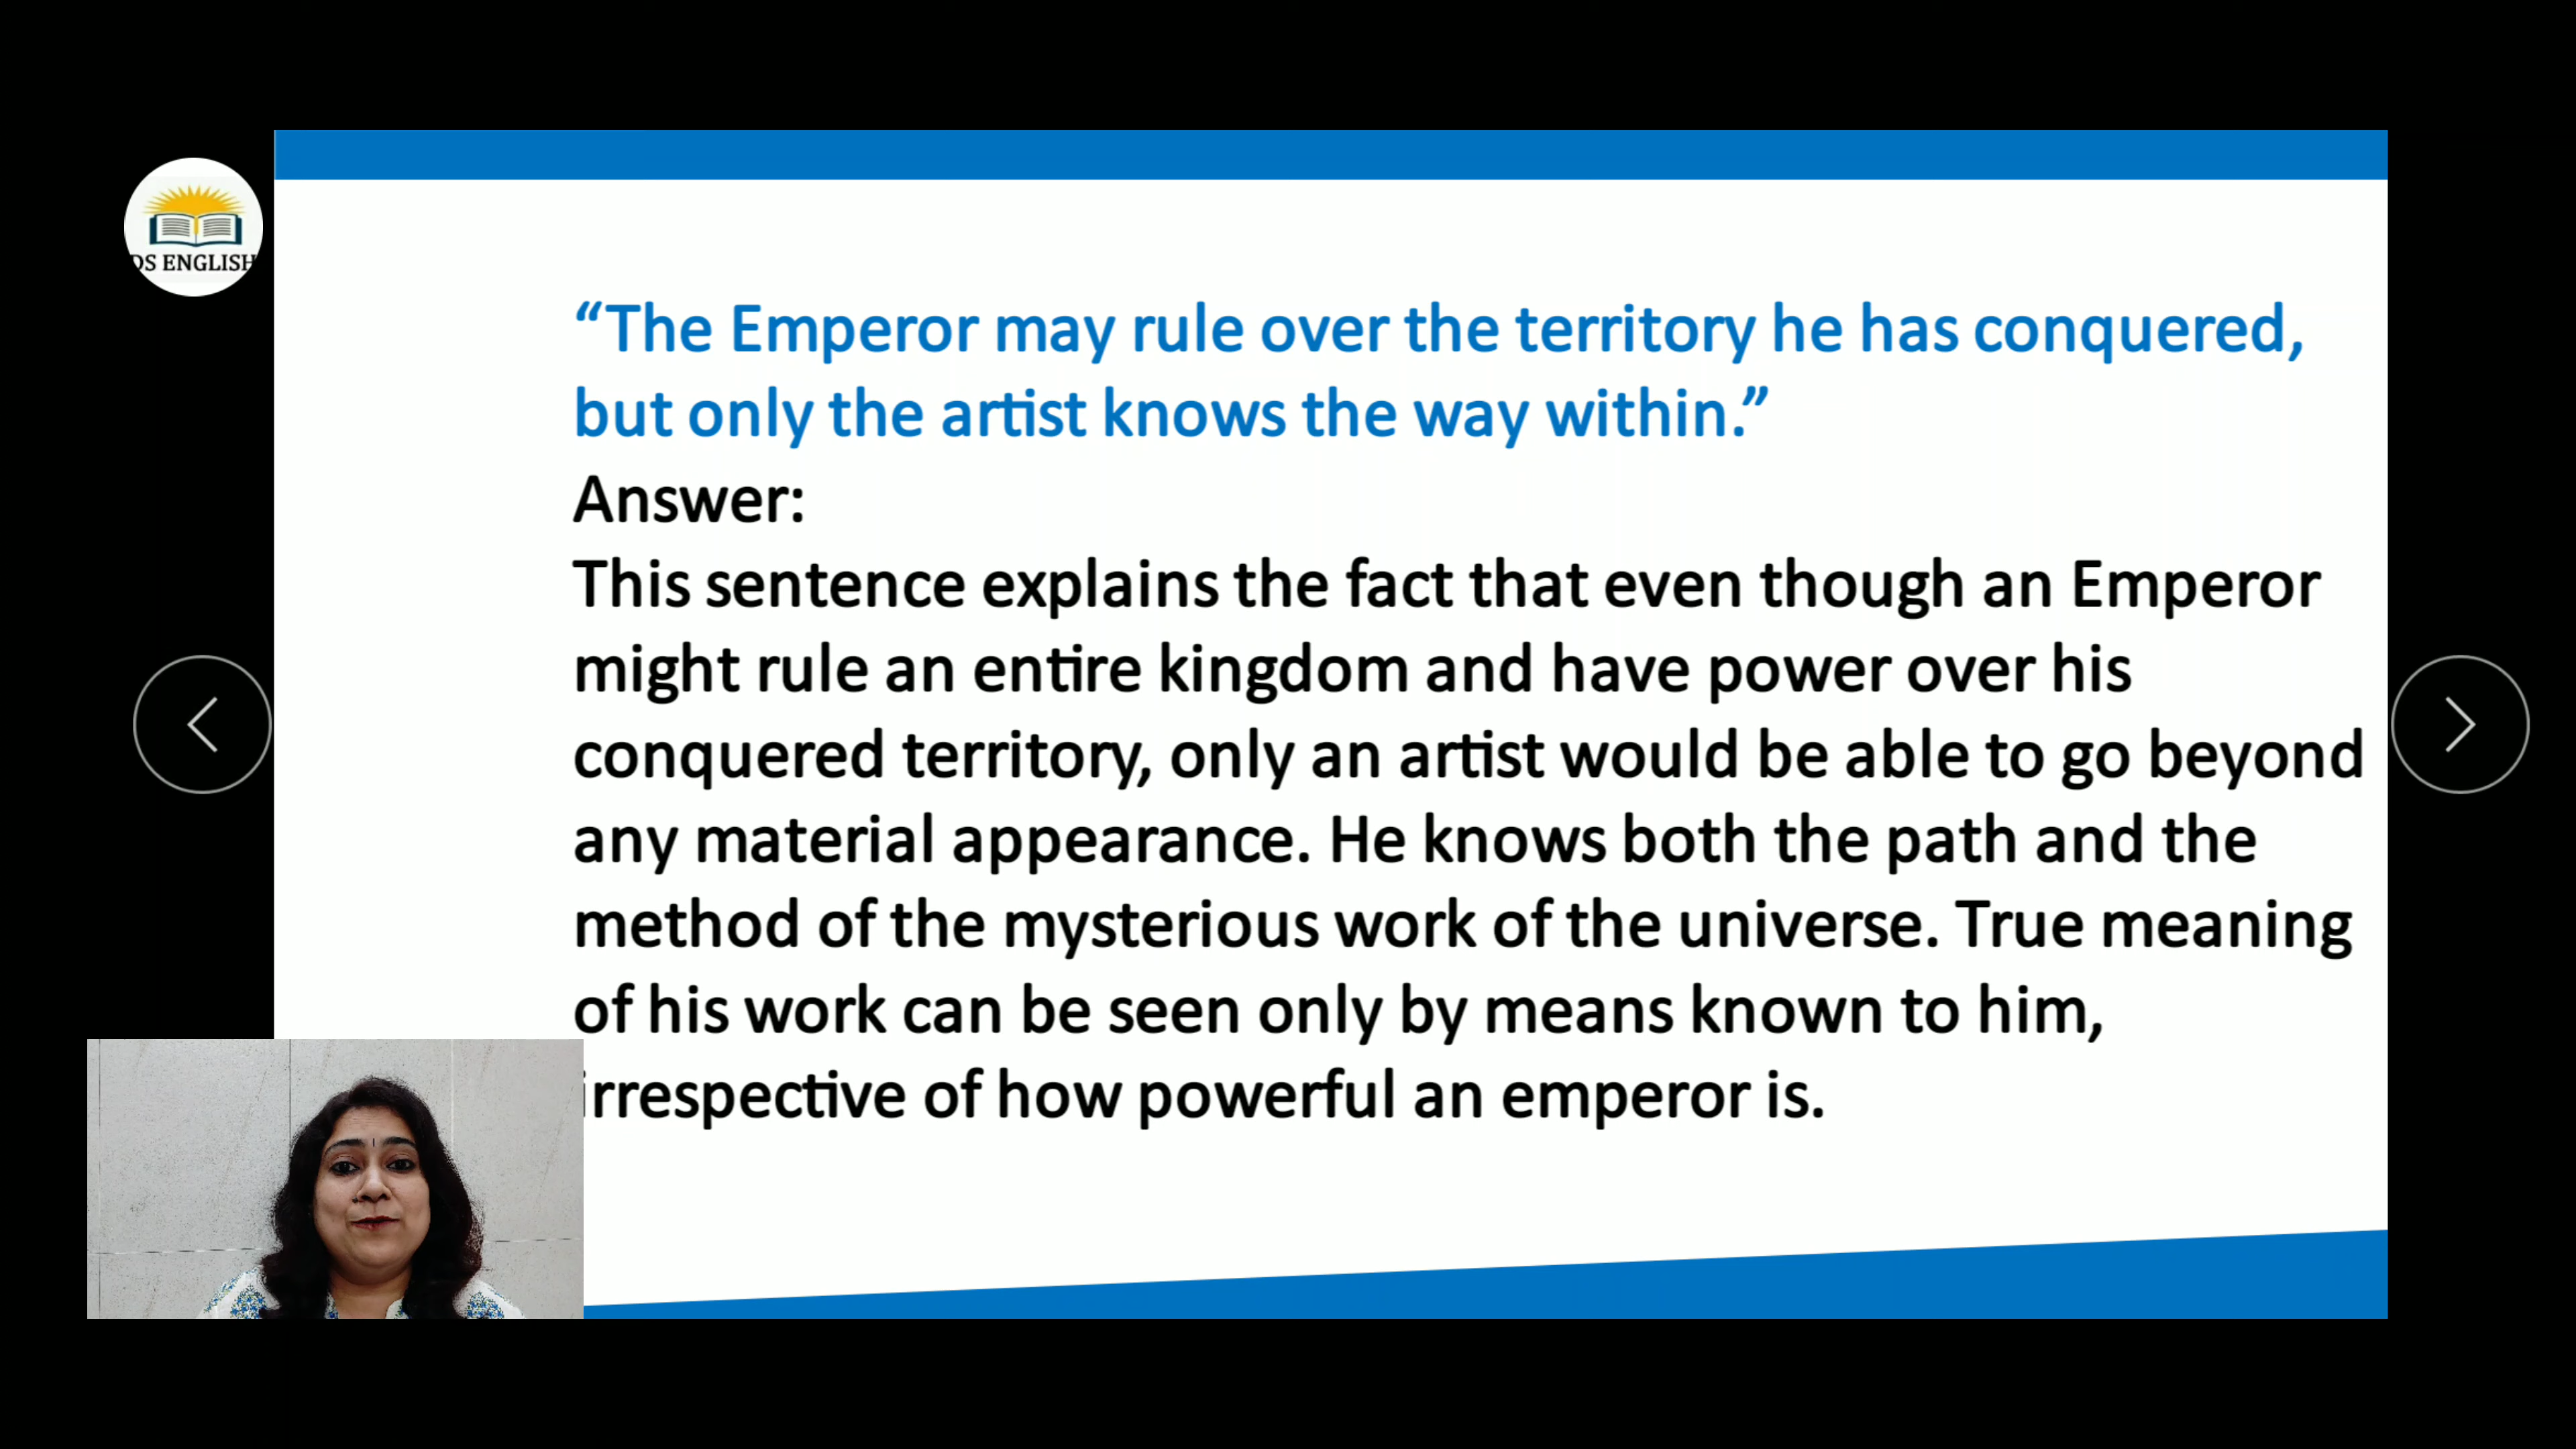 DS ENGLISH
“The Emperor may rule over the territory he has conquered,
but only the artist knows the way within.”
Answer:
This sentence explains the fact that even though an Emperor
might rule an entire kingdom and have power over his
conquered territory, only an artist would be able to go beyond
any material appearance. He knows both the path and the
method of the mysterious work of the universe. True meaning
of his work can be seen only by means known to him,
irrespective of how powerful an emperor is.